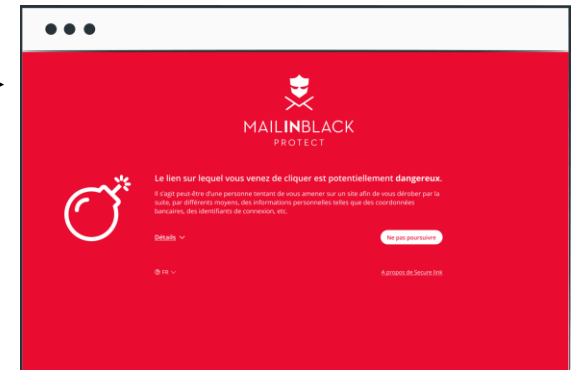 MAILINBLACK
PROTECT
Le lien sur lequel vous venez de cliquer est potentiellement dangereux.
Il s'agit peut-être d'une personne tentant de vous amener sur un site afin de vous dérober par la
suite, par différents moyens, des informations personnelles telles que des coordonnées
bancaires, des identifiants de connexion, etc.
Détails
Ne pas poursuivre
FR
A propos de Secure link